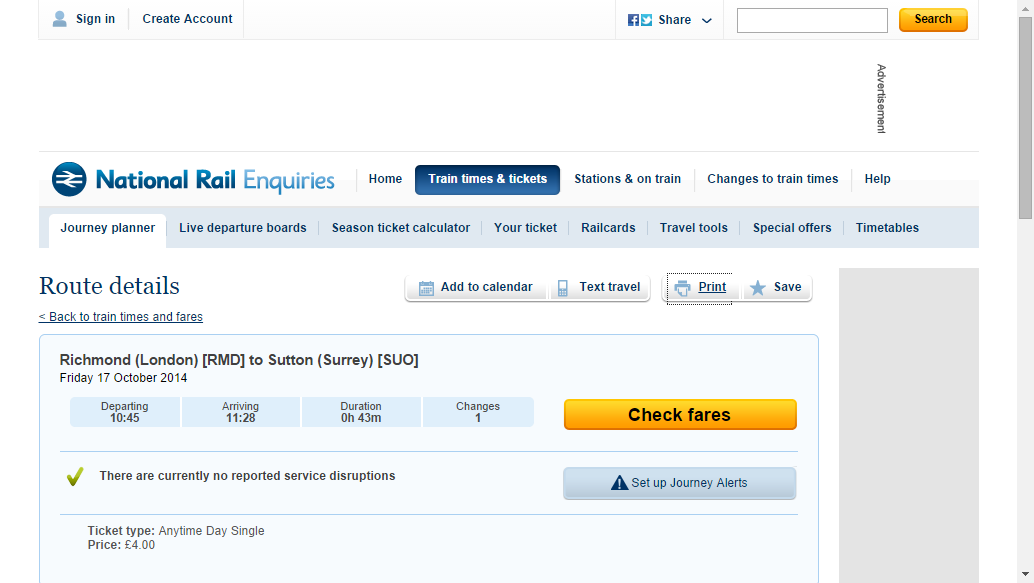 Sign in
Create Account
Share
Search
Advertisement
National Rail Enquiries
Home
Train times & tickets
Stations & on train
Changes to train times
Help
Journey planner
Live departure boards
Season ticket calculator
Your ticket
Railcards
Travel tools
Special offers
Timetables
Route details
Add to calendar
Text travel
Print
Save
< Back to train times and fares
Richmond (London) [RMD] to Sutton (Surrey) [SUO]
Friday 17 October 2014
Departing
10:45
Arriving
11:28
Duration
0h 43m
Changes
1
Check fares
There are currently no reported service disruptions
Set up Journey Alerts
Ticket type: Anytime Day Single
Price: £4.00